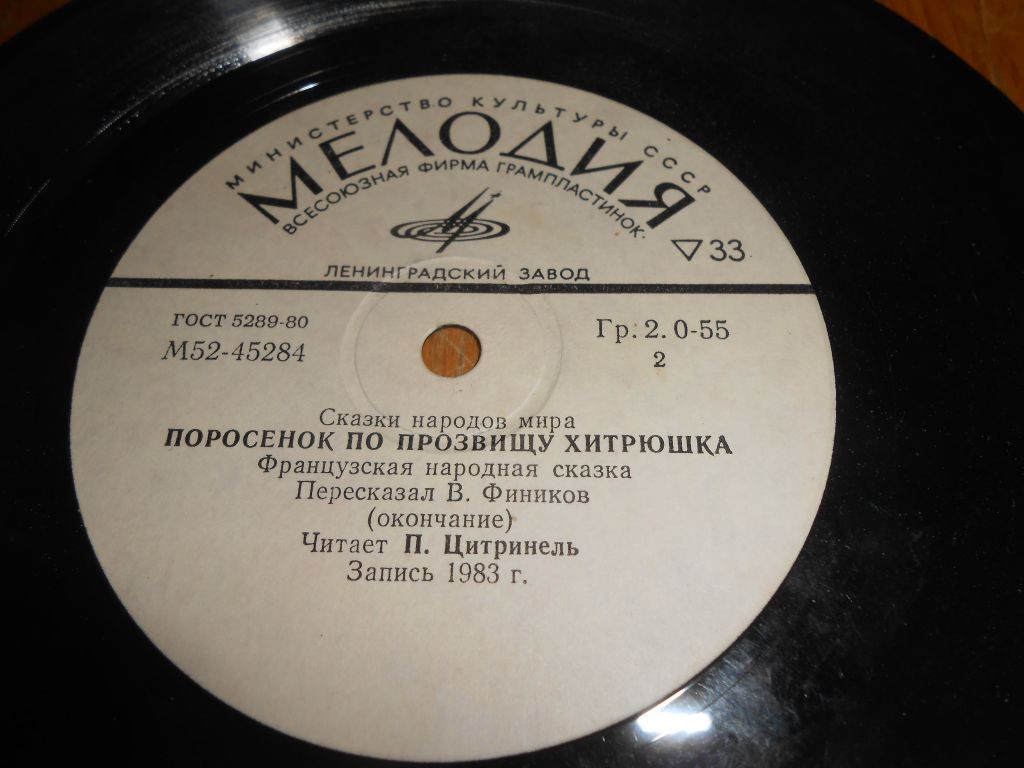 МИНИСТЕРСТВО КУЛЬТУРЫ СССР
МЕЛОДИЯ
ВСЕСОЮЗНАЯ ФИРМА ГРАМПЛАСТИНОК
▽33
ЛЕНИНГРАДСКИЙ ЗАВОД
ГОСТ 5289-80
Гр. 2. 0-55
М52-45284
2
Сказки народов мира
ПОРОСЕНОК ПО ПРОЗВИЩУ ХИТРЮШКА
Французская народная сказка
Пересказал В. Фиников
(окончание)
Читает П. Цитринель
Запись 1983 г.